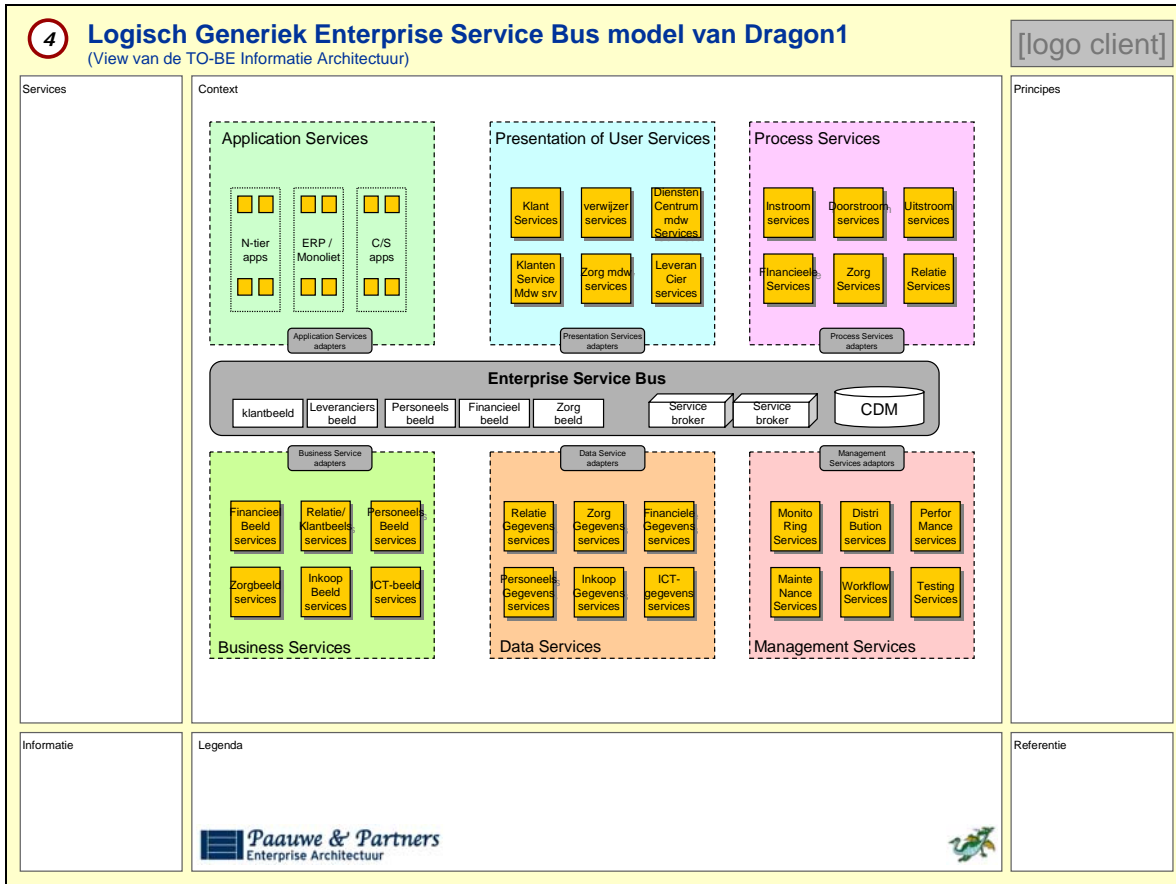 4
Logisch Generiek Enterprise Service Bus model van Dragon1
(View van de TO-BE Informatie Architectuur)
[logo client]
Services
Context
Principes
Application Services
N-tier
apps
ERP /
Monoliet
C/S
apps
Application Services
adapters
Presentation of User Services
Klant
Services
verwijzer
services
Diensten
Centrum
mdw
Services
Klanten
Service
Mdw srv
Zorg mdw
services
Leveran
Cier
services
Presentation Services
adapters
Process Services
Instroom
services
Doorstroom
services
Uitstroom
services
FInancieele
Services
Zorg
Services
Relatie
Services
Process Services
adapters
Enterprise Service Bus
klantbeeld
Leveranciers
beeld
Personeels
beeld
Financieel
beeld
Zorg
beeld
Service
broker
Service
broker
CDM
Business Service
adapters
Financieel
Beeld
services
Relatie/
Klantbeels
services
Personeels
Beeld
services
Zorgbeeld
services
Inkoop
Beeld
services
ICT-beeld
services
Business Services
Data Service
adapters
Relatie
Gegevens
services
Zorg
Gegevens
services
Financiele
Gegevens
services
Personeels
Gegevens
services
Inkoop
Gegevens
services
ICT-
gegevens
services
Data Services
Management
Services adaptors
Monito
Ring
Services
Distri
Bution
services
Perfor
Mance
services
Mainte
Nance
Services
Workflow
Services
Testing
Services
Management Services
Informatie
Legenda
Referentie
Paauwe & Partners
Enterprise Architectuur